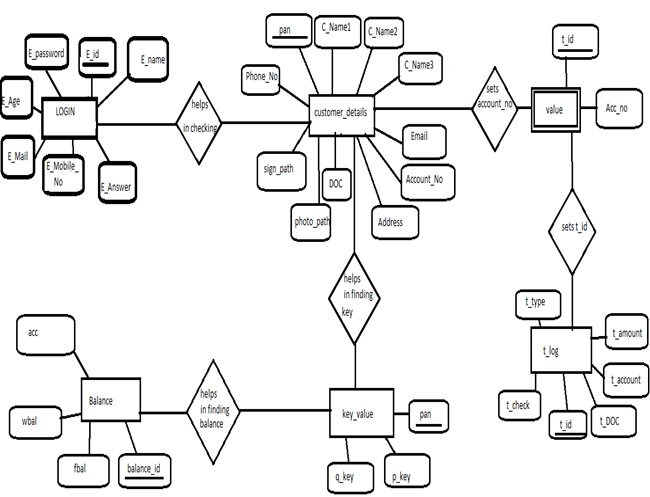 E_password
E_id
E_name
E_Age
LOGIN
E_Mail
E_Mobile_
No
E_Answer
helps
in checking
pan
C_Name1
C_Name2
C_Name3
Phone_No
customer_details
Email
Account_No
Address
DOC
sign_path
photo_path
sets
account_no
t_id
value
Acc_no
sets t_id
helps
in finding
key
t_type
t_amount
t_log
t_account
t_check
t_id
t_DOC
acc
Balance
wbal
fbal
balance_id
helps
in finding
balance
key_value
pan
q_key
p_key